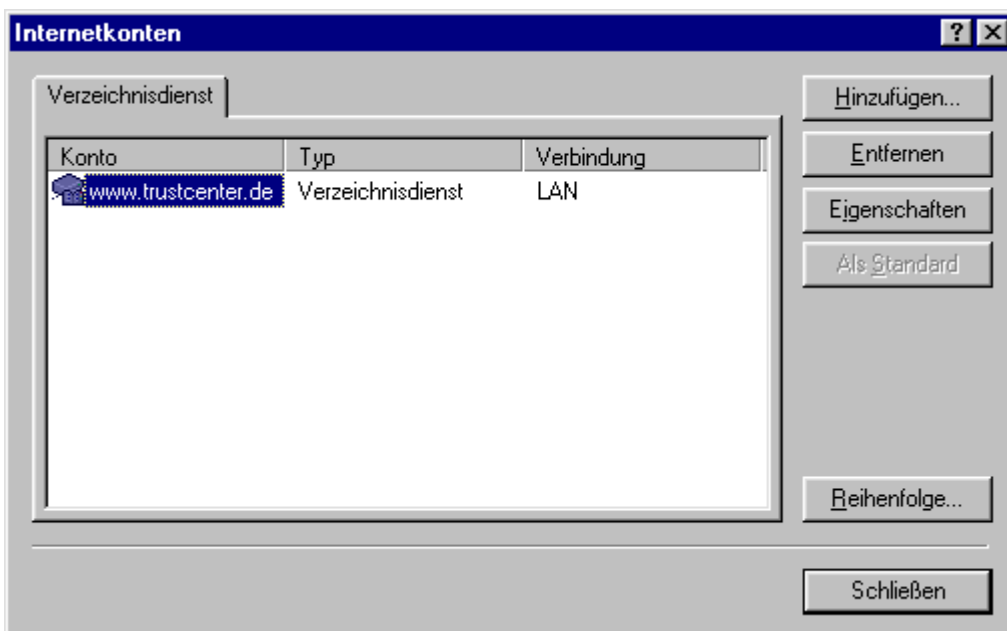 Internetkonten
Verzeichnisdienst
Hinzufügen...
Konto Typ Verbindung
Entfernen
www.trustcenter.de Verzeichnisdienst LAN
Eigenschaften
Als Standard
Reihenfolge...
Schließen